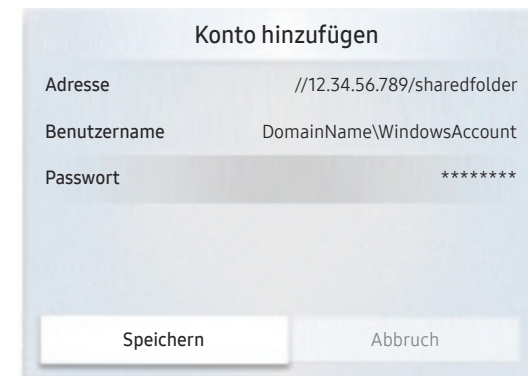 Konto hinzufügen
Adresse //12.34.56.789/sharedfolder
Benutzername DomainName\WindowsAccount
Passwort ********
Speichern Abbruch